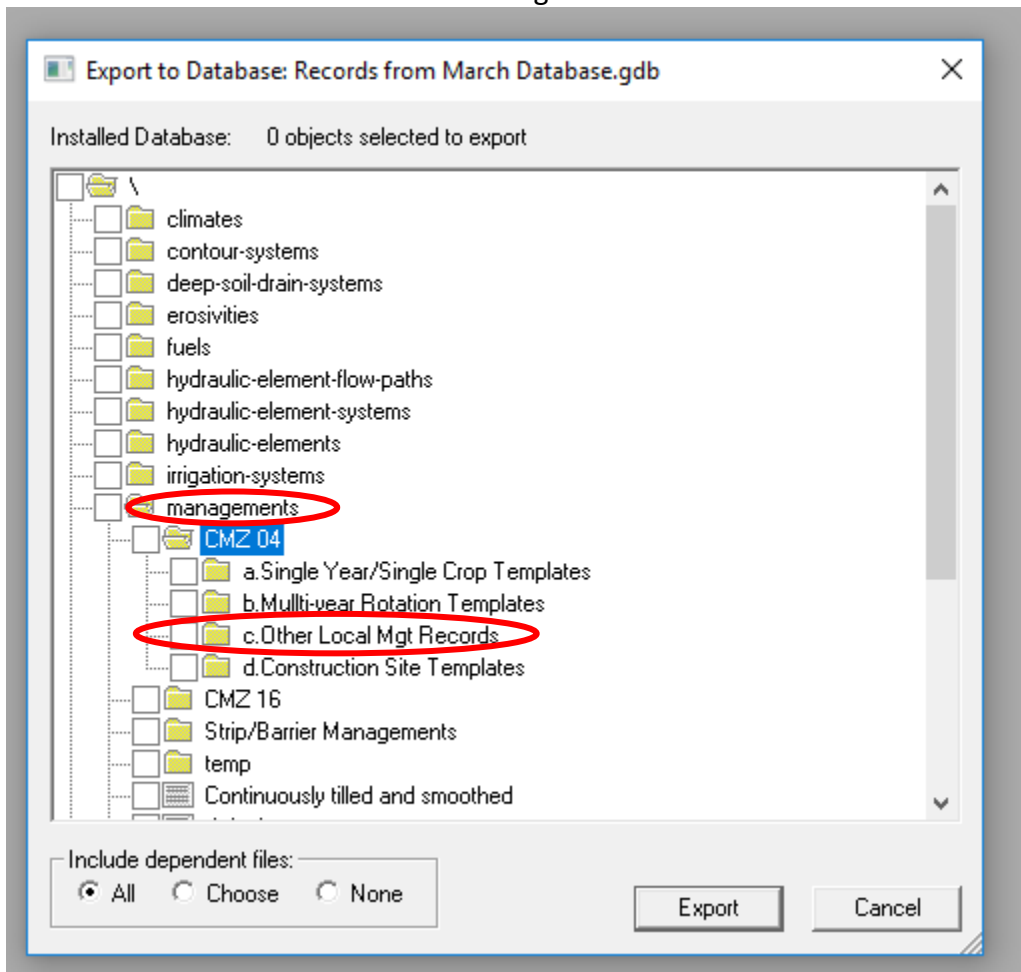 Export to Database: Records from March Database.gdb
Installed Database: 0 objects selected to export
\
climates
contour-systems
deep-soil-drain-systems
erosivities
fuels
hydraulic-element-flow-paths
hydraulic-element-systems
hydraulic-elements
irrigation-systems
managements
CMZ 04
a.Single Year/Single Crop Templates
b.Mullti-year Rotation Templates
c.Other Local Mgt Records
d.Construction Site Templates
CMZ 16
Strip/Barrier Managements
temp
Continuously tilled and smoothed
Include dependent files:
All Choose None
Export Cancel